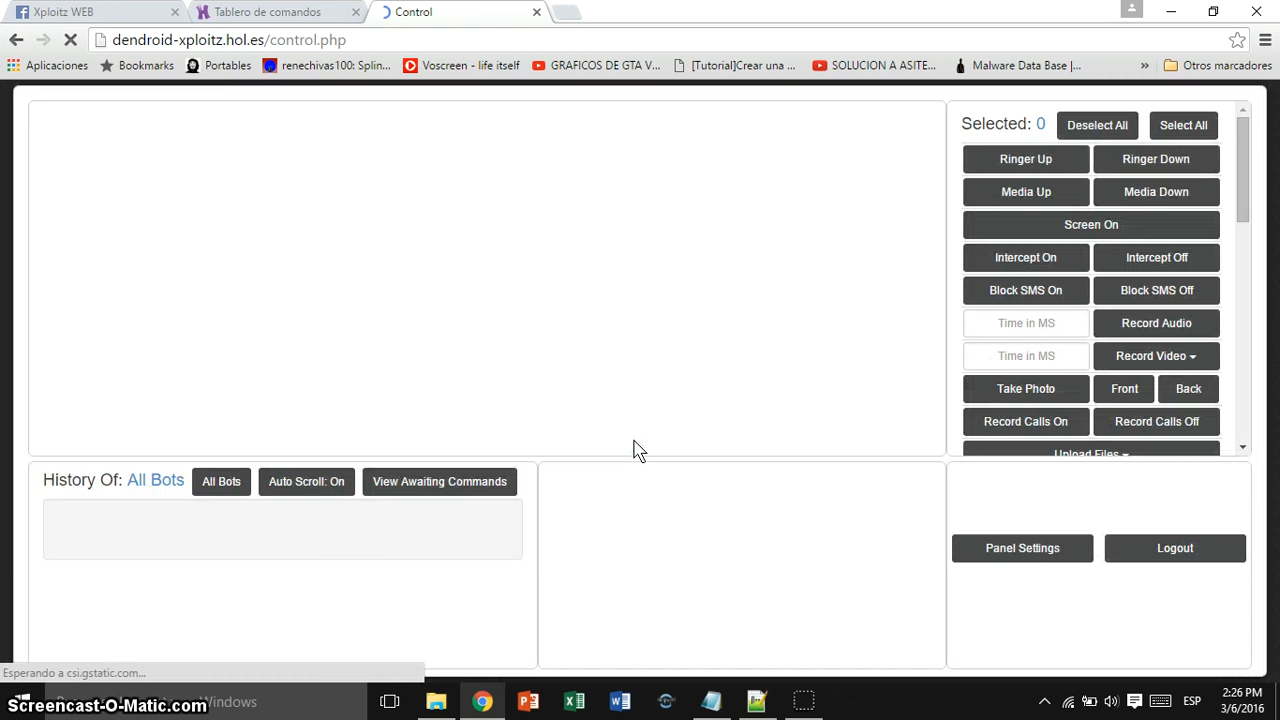 Xploitz WEB
Tablero de comandos
Control
dendroid-xploitz.hol.es/control.php
Aplicaciones
Bookmarks
Portables
renechivas100: Splin...
Voscreen - life itself
GRAFICOS DE GTA V...
[Tutorial]Crear una ...
SOLUCION A ASITE...
Malware Data Base |...
»
Otros marcadores
Selected: 0
Deselect All
Select All
Ringer Up
Ringer Down
Media Up
Media Down
Screen On
Intercept On
Intercept Off
Block SMS On
Block SMS Off
Time in MS
Record Audio
Time in MS
Record Video
Take Photo
Front
Back
Record Calls On
Record Calls Off
Upload Files
History Of: All Bots
All Bots
Auto Scroll: On
View Awaiting Commands
Panel Settings
Logout
Esperando a csi.gstatic.com...
Windows
Screencast-O-Matic.com
ESP
2:26 PM
3/6/2016